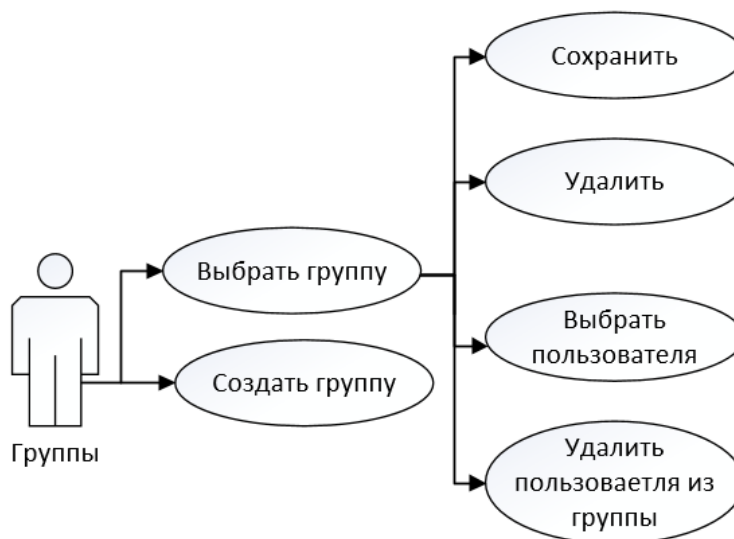 Сохранить
Удалить
Выбрать группу
Выбрать
пользователя
Создать группу
Группы
Удалить
пользоваетля из
группы